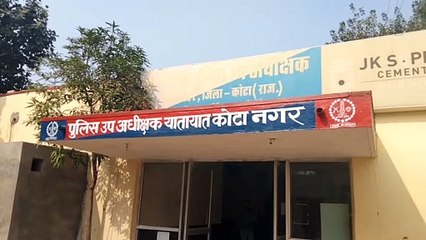 JK S
CEMENT
जिला - कोटा (राज.)
पुलिस उप अधीक्षक यातायात कोटा नगर